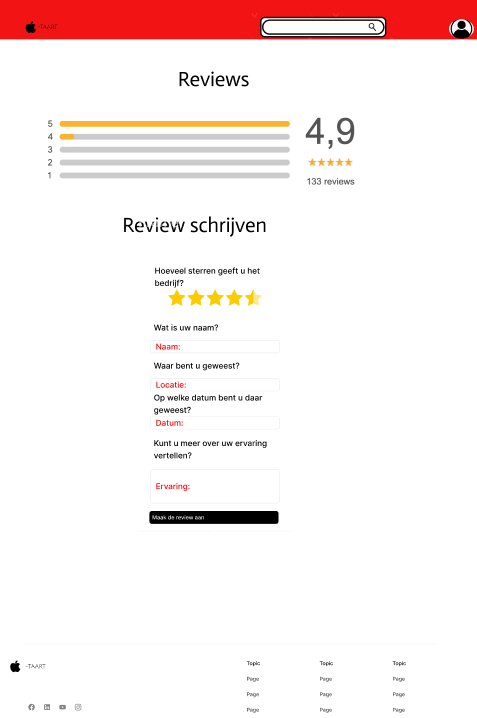 -TAART
Reviews
5
4
3
2
1
4,9
133 reviews
Review schrijven
Hoeveel sterren geeft u het
bedrijf?
Wat is uw naam?
Naam:
Waar bent u geweest?
Locatie:
Op welke datum bent u daar
geweest?
Datum:
Kunt u meer over uw ervaring
vertellen?
Ervaring:
Maak de review aan
-TAART
Topic
Topic
Topic
Page
Page
Page
Page
Page
Page
Page
Page
Page